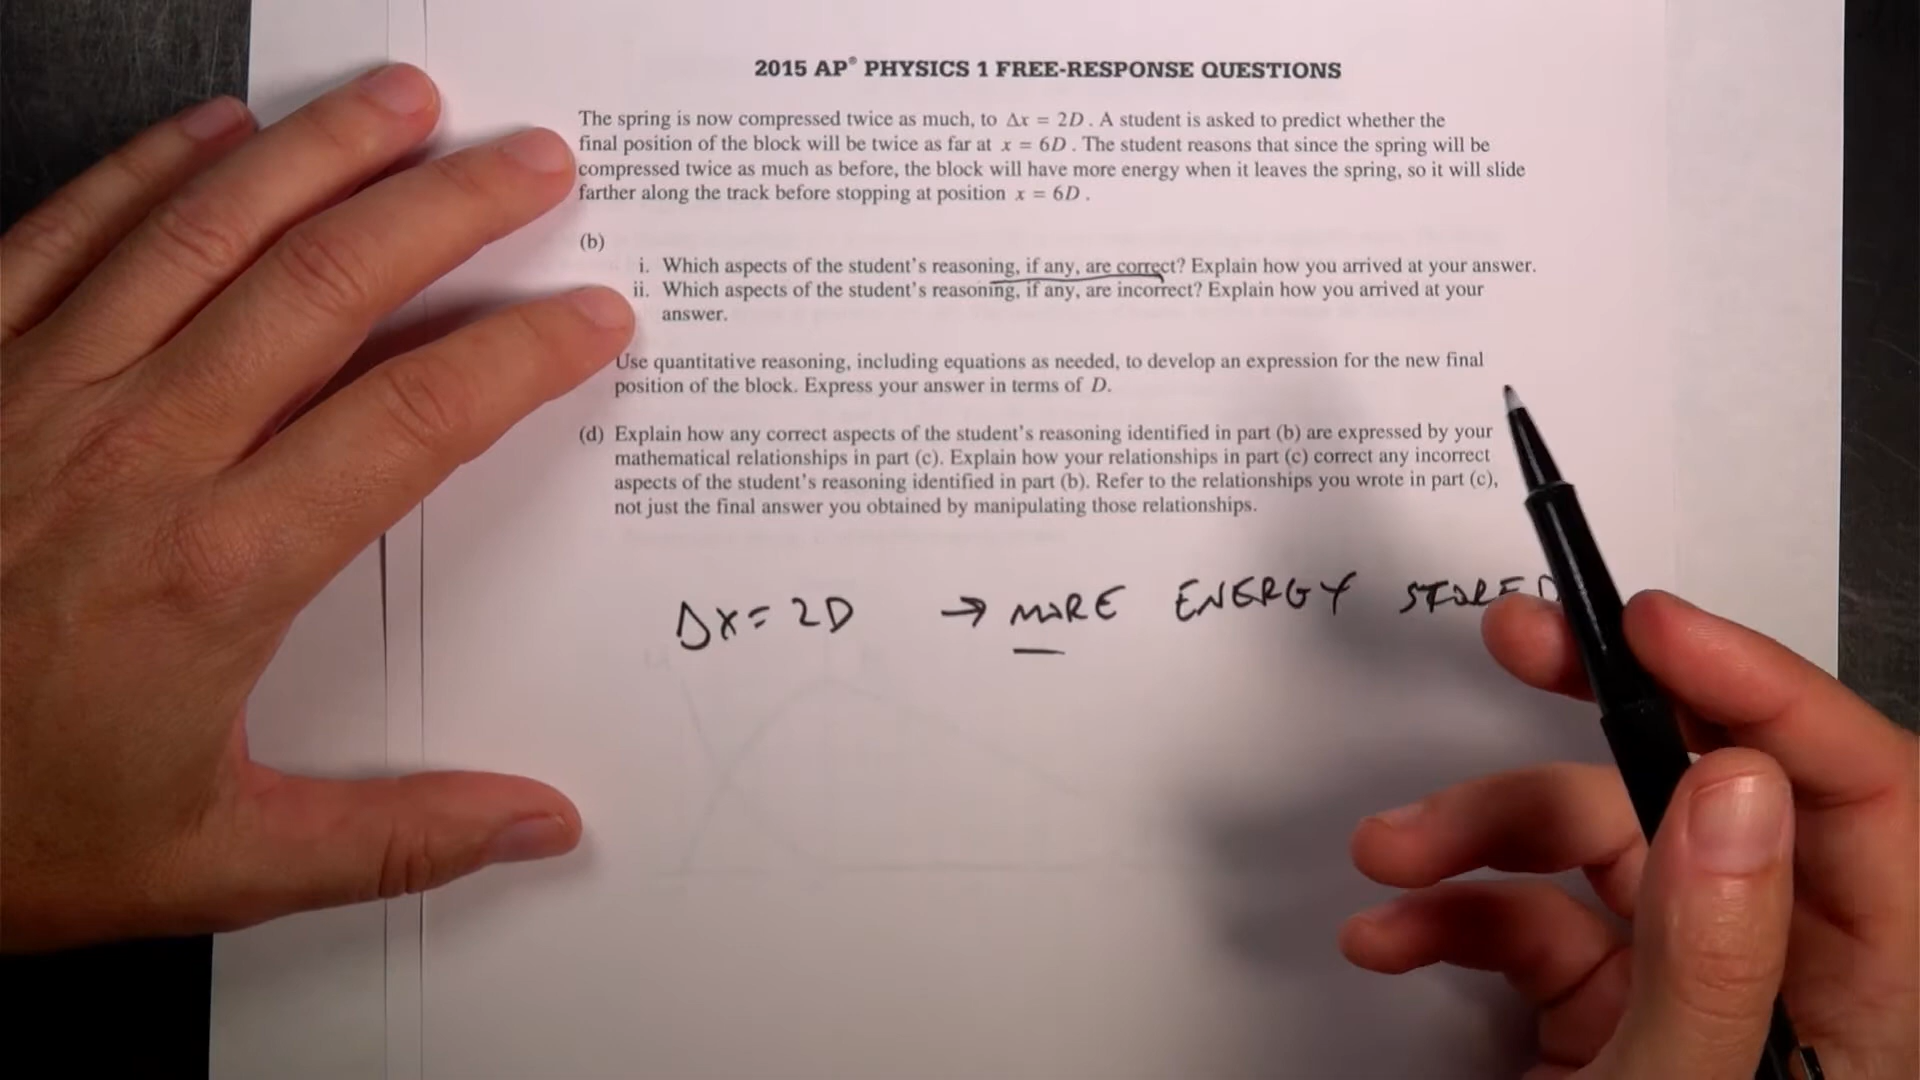 2015 AP® PHYSICS 1 FREE-RESPONSE QUESTIONS
The spring is now compressed twice as much, to Δx = 2D. A student is asked to predict whether the
final position of the block will be twice as far at x = 6D. The student reasons that since the spring will be
compressed twice as much as before, the block will have more energy when it leaves the spring, so it will slide
farther along the track before stopping at position x = 6D.
(b)
i. Which aspects of the student's reasoning, if any, are correct? Explain how you arrived at your answer.
ii. Which aspects of the student's reasoning, if any, are incorrect? Explain how you arrived at your
answer.
Use quantitative reasoning, including equations as needed, to develop an expression for the new final
position of the block. Express your answer in terms of D.
(d) Explain how any correct aspects of the student's reasoning identified in part (b) are expressed by your
mathematical relationships in part (c). Explain how your relationships in part (c) correct any incorrect
aspects of the student's reasoning identified in part (b). Refer to the relationships you wrote in part (c),
not just the final answer you obtained by manipulating those relationships.
Δx = 2D → MORE ENERGY STORED